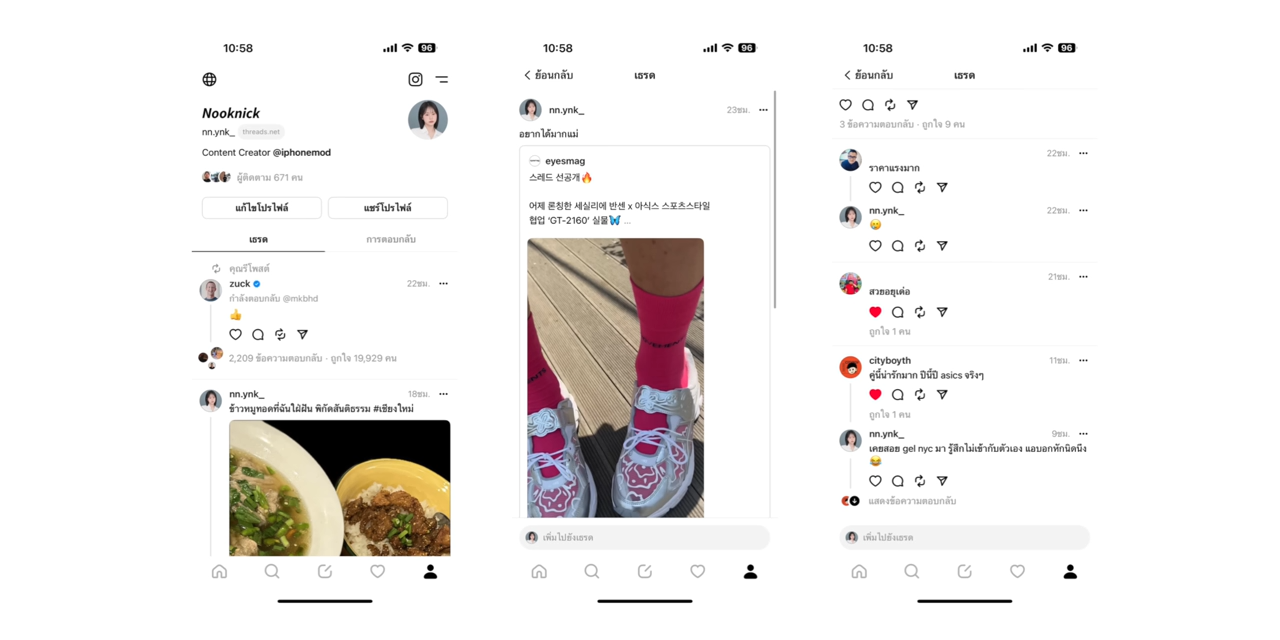 10:58
96
Nooknick
nn.ynk_ threads.net
Content Creator @iphonemod
ผู้ติดตาม 671 คน
แก้ไขโปรไฟล์
แชร์โปรไฟล์
เธรด
การตอบกลับ
คุณรีโพสต์
zuck
22ชม.
กำลังตอบกลับ @mkbhd
👍
2,209 ข้อความตอบกลับ · ถูกใจ 19,929 คน
nn.ynk_
18ชม.
ข้าวหมูทอดที่ฉันใฝ่ฝัน พิกัดสันติธรรม #เชียงใหม่
10:58
96
ย้อนกลับ
เธรด
nn.ynk_
23ชม.
อยากได้มากแม่
eyesmag
스레드 선공개🔥
어제 론칭한 세실리에 반센 x 아식스 스포츠스타일
협업 ‘GT-2160’ 실물🦋 ...
เพิ่มไปยังเธรด
10:58
96
ย้อนกลับ
เธรด
3 ข้อความตอบกลับ · ถูกใจ 9 คน
22ชม.
ราคาแรงมาก
nn.ynk_
22ชม.
🥲
21ชม.
สวยอยุเด้อ
ถูกใจ 1 คน
cityboyth
11ชม.
คู่นี้น่ารักมาก ปีนี้ปี asics จริงๆ
ถูกใจ 1 คน
nn.ynk_
9ชม.
เคยสอย gel nyc มา รู้สึกไม่เข้ากับตัวเอง แอบอกหักนิดนึง
😂
แสดงข้อความตอบกลับ
เพิ่มไปยังเธรด